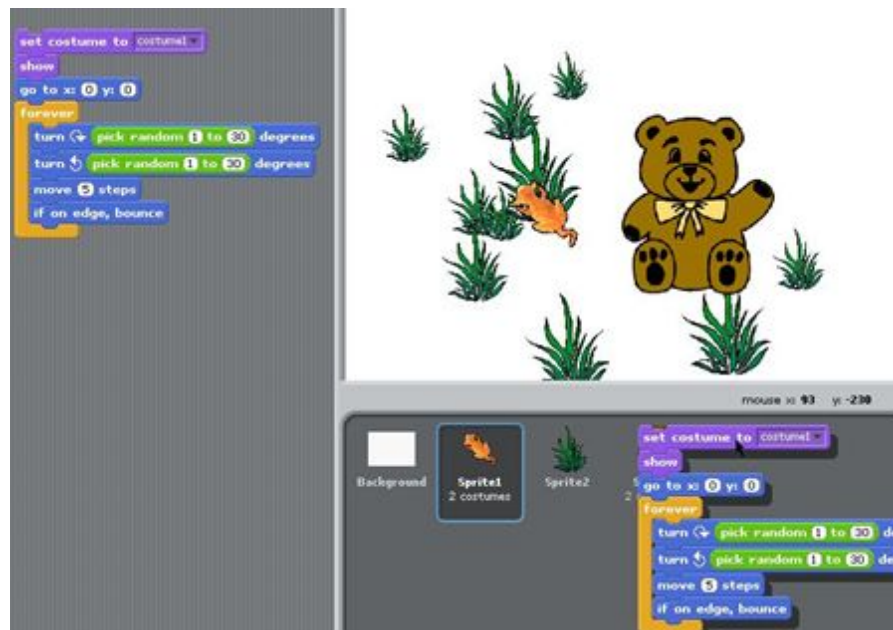 set costume to costume1
show
go to x: 0 y: 0
forever
turn pick random 1 to 30 degrees
turn pick random 1 to 30 degrees
move 5 steps
if on edge, bounce
mouse x: 93 y: -230
Background
Sprite1
2 costumes
Sprite2
2
set costume to costume1
show
go to x: 0 y: 0
forever
turn pick random 1 to 30 de
turn pick random 1 to 30 de
move 5 steps
if on edge, bounce